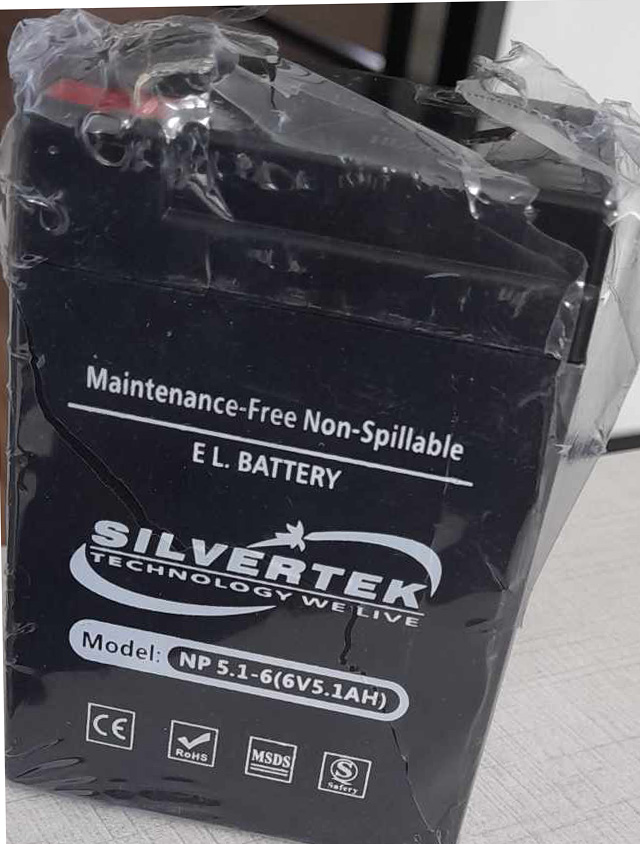 Maintenance-Free Non-Spillable
E L. BATTERY
SILVERTEK
TECHNOLOGY WE LIVE
Model: NP 5.1-6(6V5.1AH)
CE
RoHS
MSDS
S
Safety